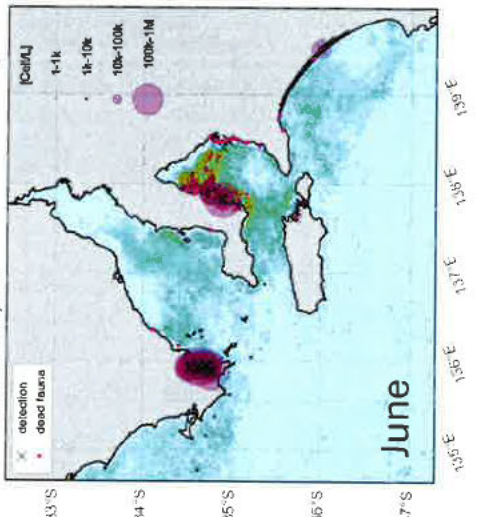 [Cell/L]
1-1k
1k-10k
10k-100k
100k-1M
detection
dead fauna
June
33°S
34°S
35°S
36°S
37°S
135°E
136°E
137°E
138°E
139°E